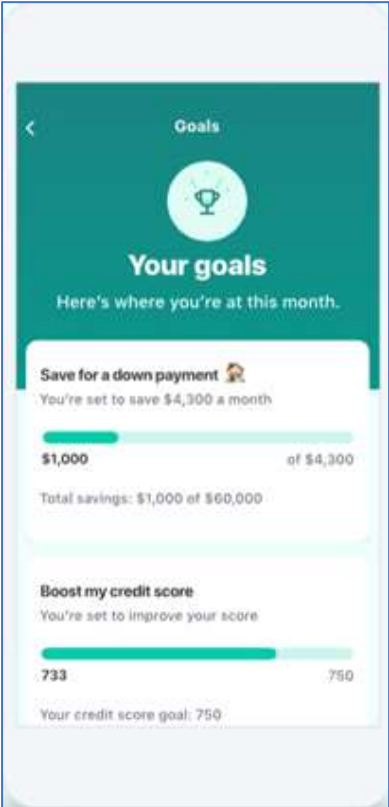 Goals
Your goals
Here's where you're at this month.
Save for a down payment
You're set to save $4,300 a month
$1,000 of $4,300
Total savings: $1,000 of $60,000
Boost my credit score
You're set to improve your score
733 750
Your credit score goal: 750